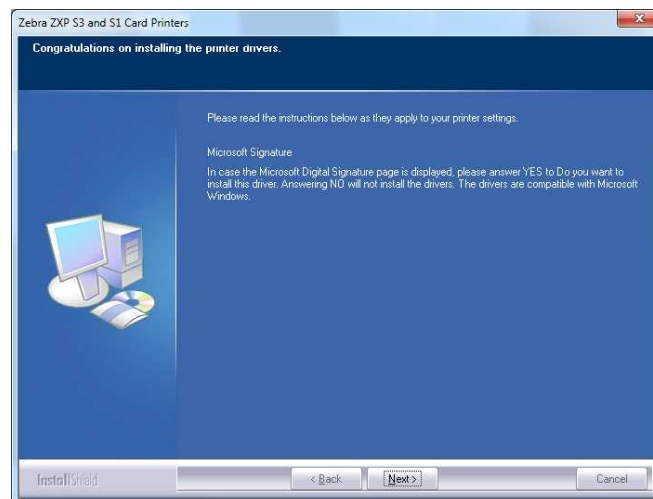 Zebra ZXP S3 and S1 Card Printers
Congratulations on installing the printer drivers.
Please read the instructions below as they apply to your printer settings.
Microsoft Signature
In case the Microsoft Digital Signature page is displayed, please answer YES to Do you want to
install this driver. Answering NO will not install the drivers. The drivers are compatible with Microsoft
Windows.
InstallShield
< Back
Next >
Cancel